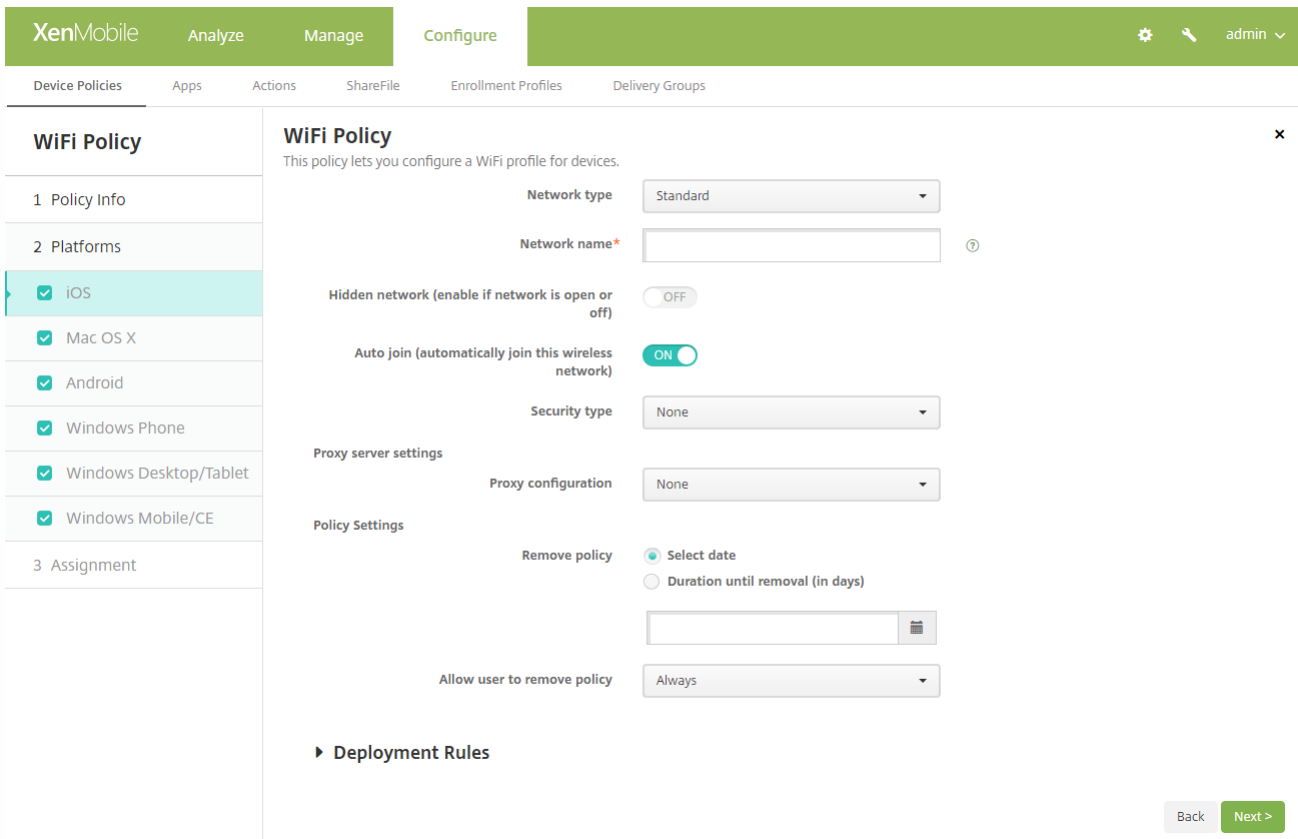 XenMobile Analyze Manage Configure admin
Device Policies Apps Actions ShareFile Enrollment Profiles Delivery Groups
WiFi Policy
1 Policy Info
2 Platforms
iOS
Mac OS X
Android
Windows Phone
Windows Desktop/Tablet
Windows Mobile/CE
3 Assignment
WiFi Policy
This policy lets you configure a WiFi profile for devices.
Network type Standard
Network name* ?
Hidden network (enable if network is open or
off) OFF
Auto join (automatically join this wireless
network) ON
Security type None
Proxy server settings
Proxy configuration None
Policy Settings
Remove policy Select date
Duration until removal (in days)
Allow user to remove policy Always
Deployment Rules
Back Next >